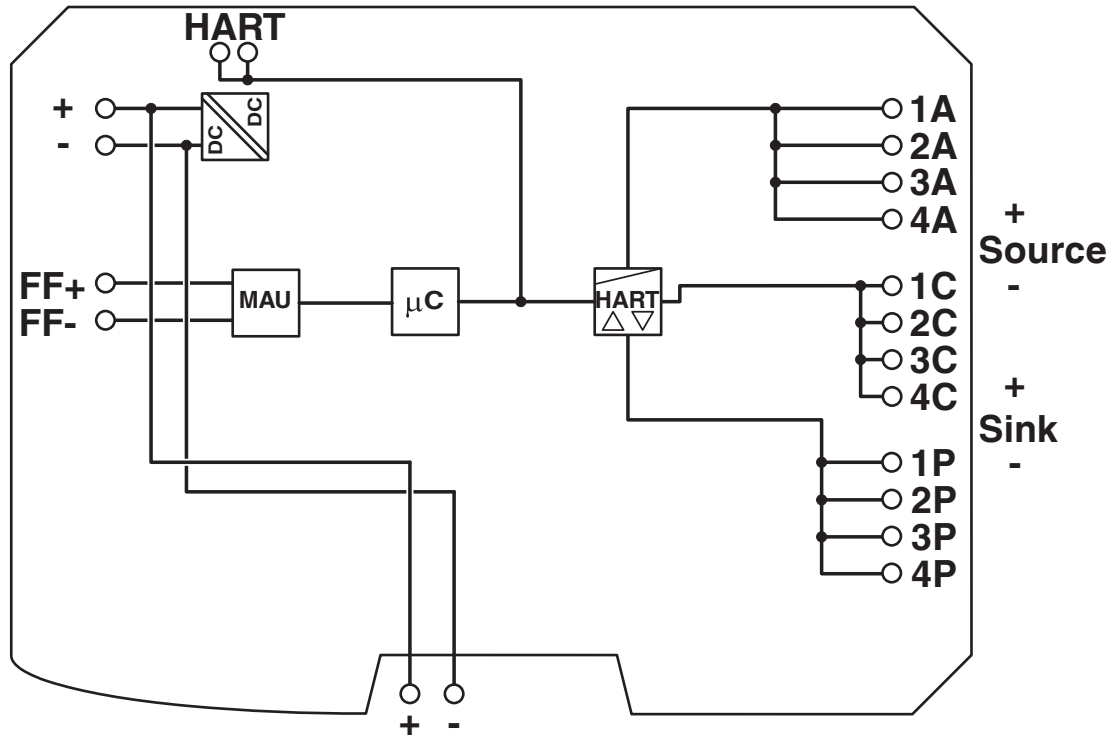 HART
+
-
DC
DC
FF+
FF-
MAU
μC
HART
1A
2A
3A
4A
+
Source
-
1C
2C
3C
4C
+
Sink
-
1P
2P
3P
4P
+ -